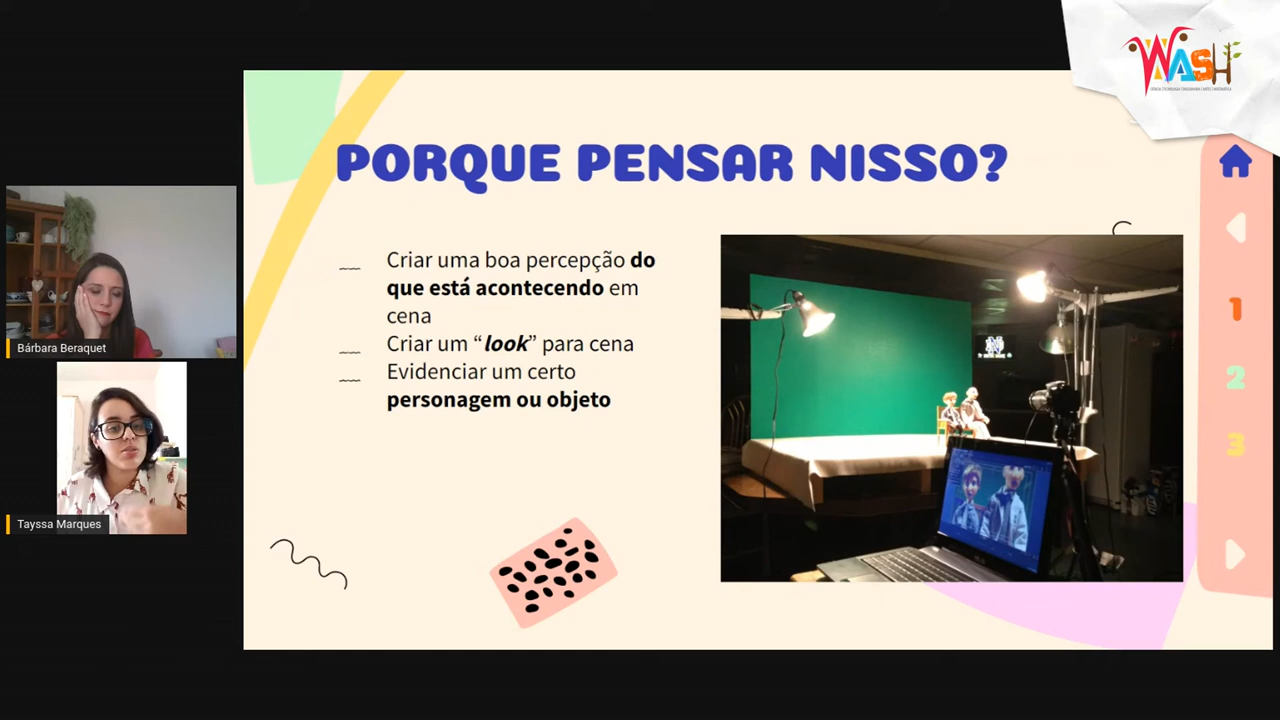 WASH
PORQUE PENSAR NISSO?
Criar uma boa percepção do
que está acontecendo em
cena
Criar um “look” para cena
Evidenciar um certo
personagem ou objeto
1
2
3
Bárbara Beraquet
Tayssa Marques